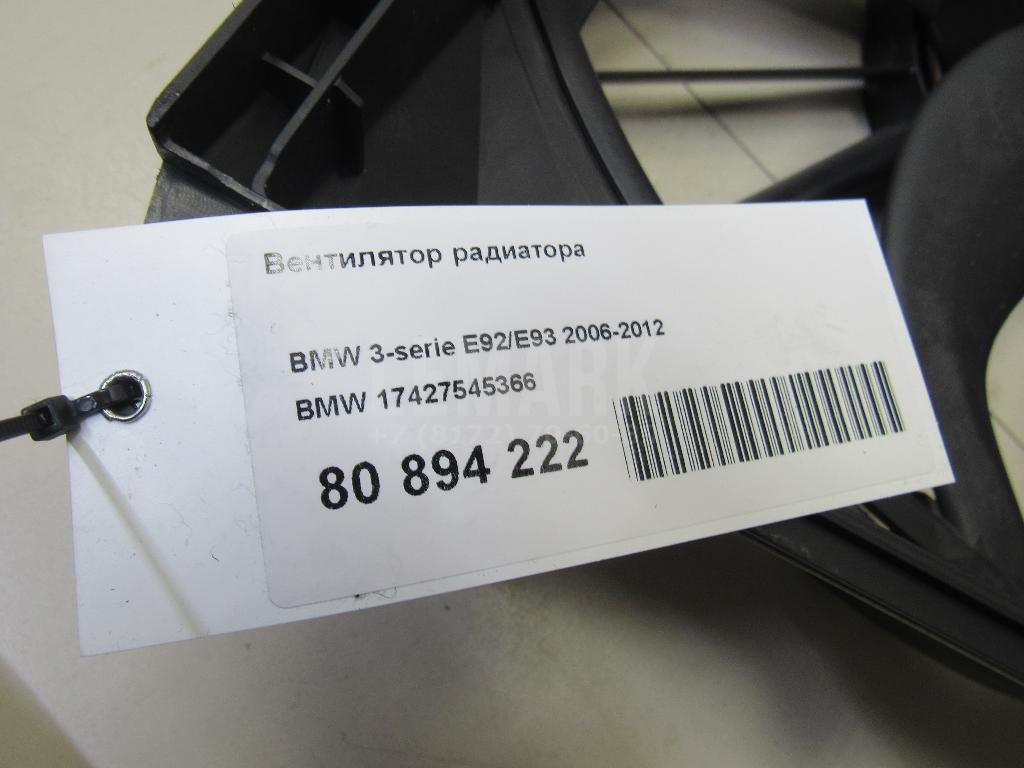 Вентилятор радиатора
BMW 3-serie E92/E93 2006-2012
BMW 17427545366
80 894 222